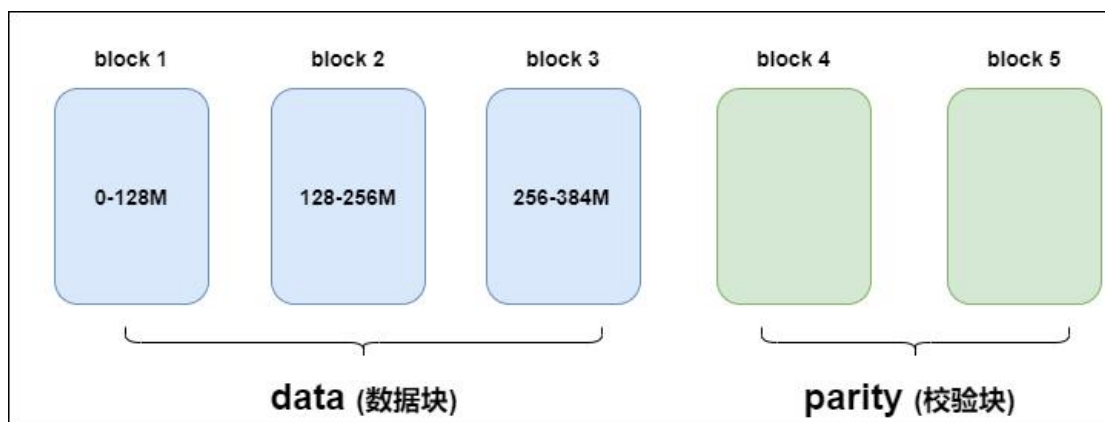 block 1 block 2 block 3 block 4 block 5
0-128M 128-256M 256-384M
data (数据块) parity (校验块)